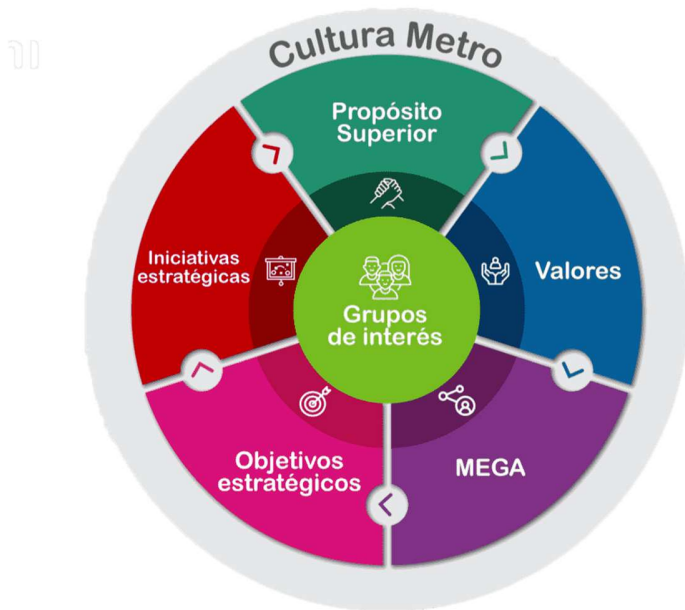 Cultura Metro
Propósito
Superior
Valores
MEGA
Objetivos
estratégicos
Iniciativas
estratégicas
Grupos
de interés